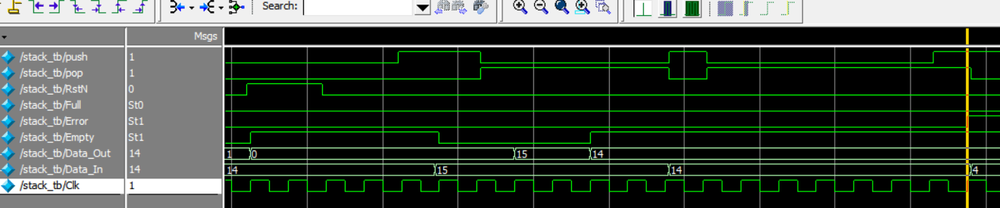 Search:
Msgs
/stack_tb/push 1
/stack_tb/pop 1
/stack_tb/RstN 0
/stack_tb/Full St0
/stack_tb/Error St1
/stack_tb/Empty St1
/stack_tb/Data_Out 14 1 0 15 14
/stack_tb/Data_In 14 14 15 14 4
/stack_tb/Clk 1